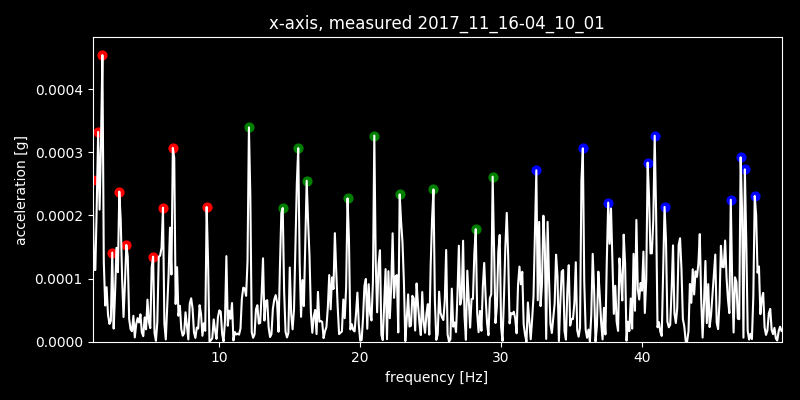 x-axis, measured 2017_11_16-04_10_01
acceleration [g]
0.0004
0.0003
0.0002
0.0001
0.0000
10 20 30 40
frequency [Hz]